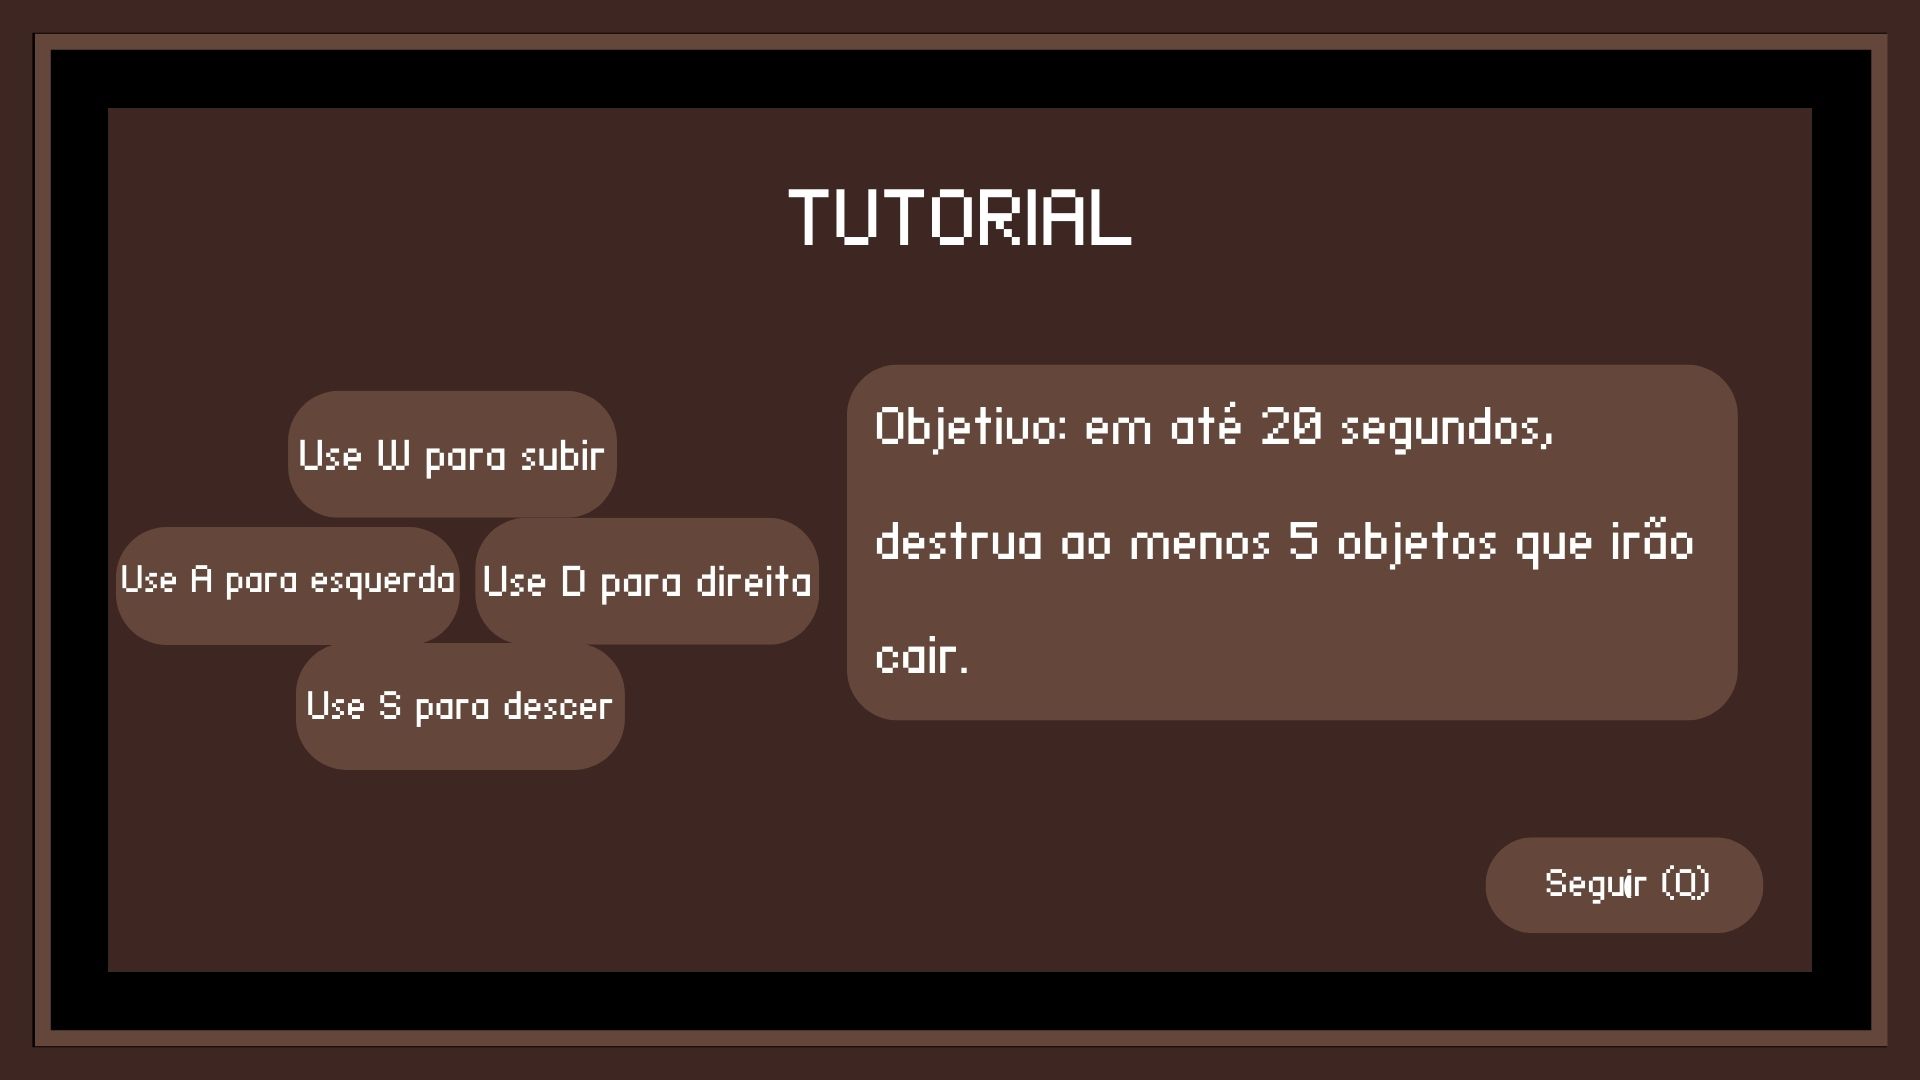 TUTORIAL
Use W para subir
Use A para esquerda
Use D para direita
Use S para descer
Objetivo: em até 20 segundos,
destrua ao menos 5 objetos que irão
cair.
Seguir (Q)